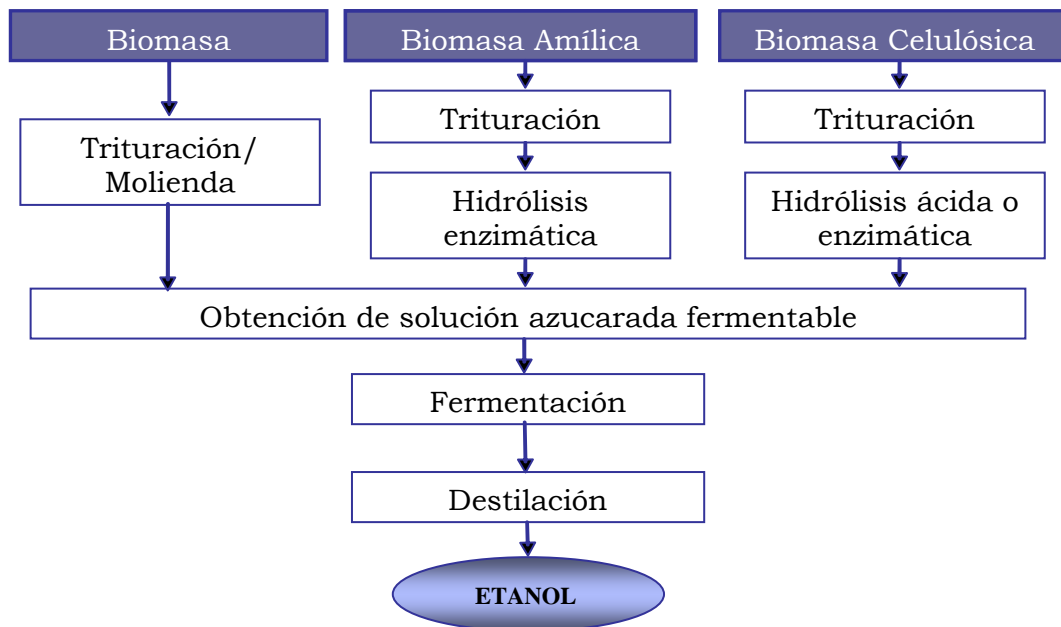 Biomasa
Biomasa Amílica
Biomasa Celulósica
Trituración/
Molienda
Trituración
Trituración
Hidrólisis
enzimática
Hidrólisis ácida o
enzimática
Obtención de solución azucarada fermentable
Fermentación
Destilación
ETANOL